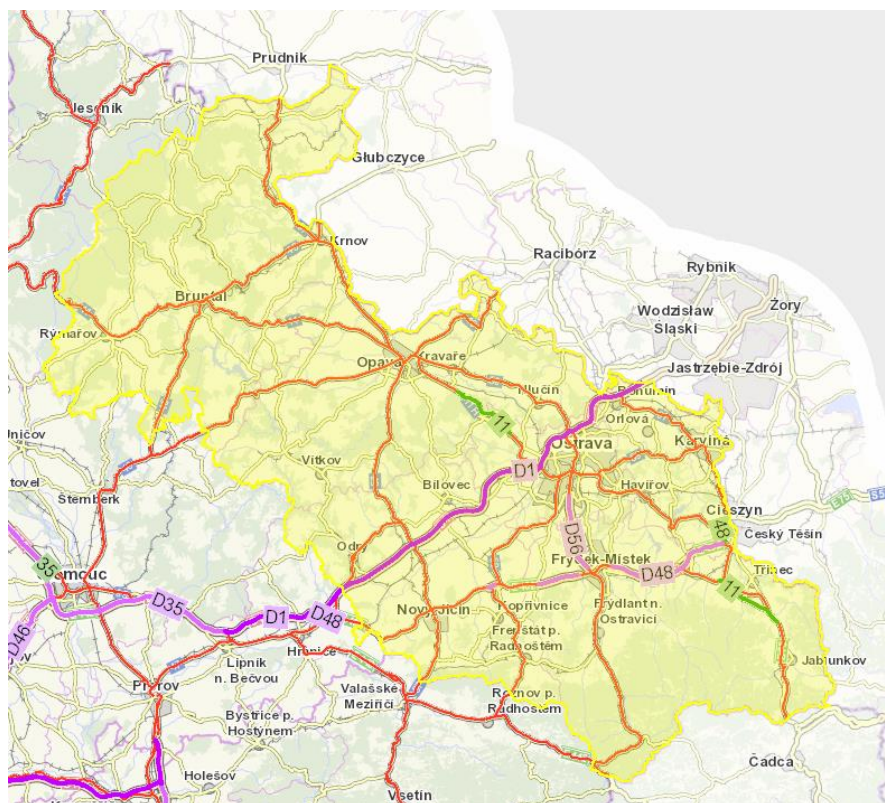 Prudnik
Jeseník
Głubczyce
Racibórz
Rybnik
Krnov
Wodzisław
Śląski
Żory
Bruntál
Rýmařov
Jastrzebie-Zdrój
Opava
Kravaře
Hlučín
Bohumín
Orlová
11
Ostrava
Karviná
Uničov
Vítkov
D1
Bílovec
Havířov
Šternberk
Cieszyn
E75
Český Těšín
48
D56
Odry
Frýdek-Místek
D48
Třinec
11
35
Olomouc
D35
D1
D48
Nový Jičín
Kopřivnice
Frýdlant n.
Ostravicí
D46
Frenštát p.
Radhoštěm
Hranice
Lipník
n. Bečvou
Jablunkov
Přerov
Valašské
Meziříčí
Rožnov p.
Radhoštěm
Bystřice p.
Hostýnem
Čadca
Holešov
Vsetín